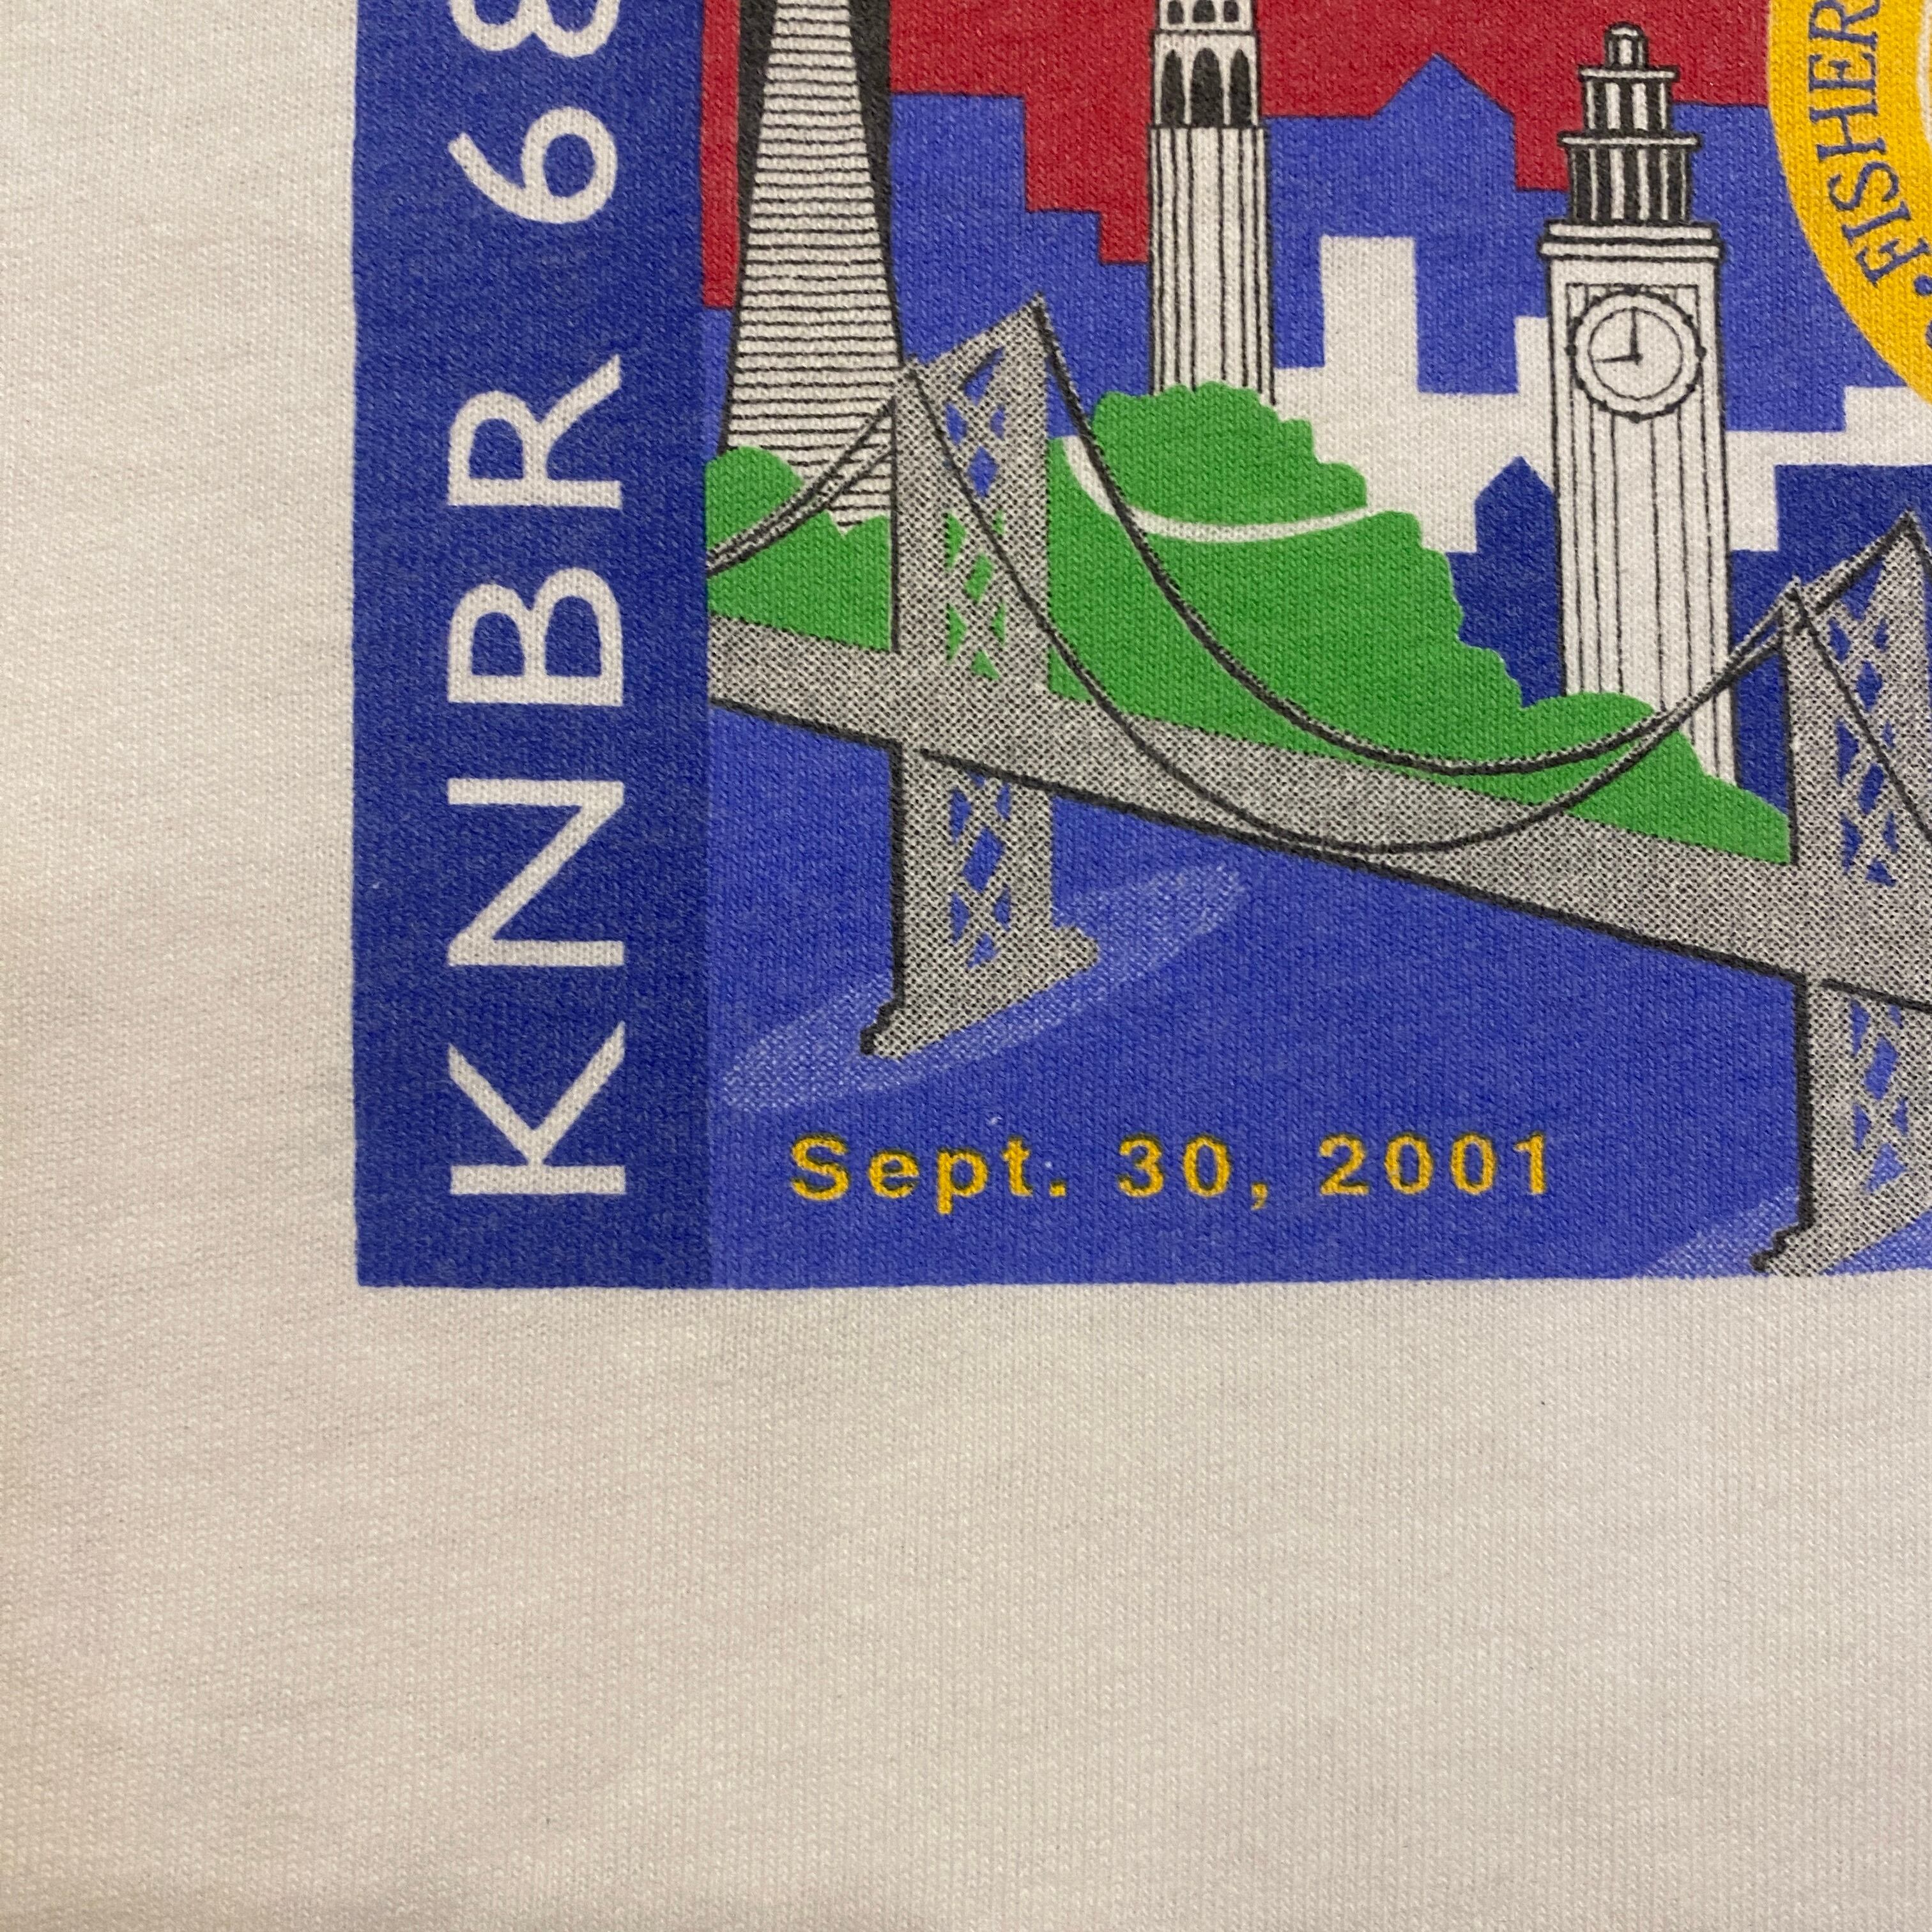 KNBR 68
FISHER
Sept. 30, 2001